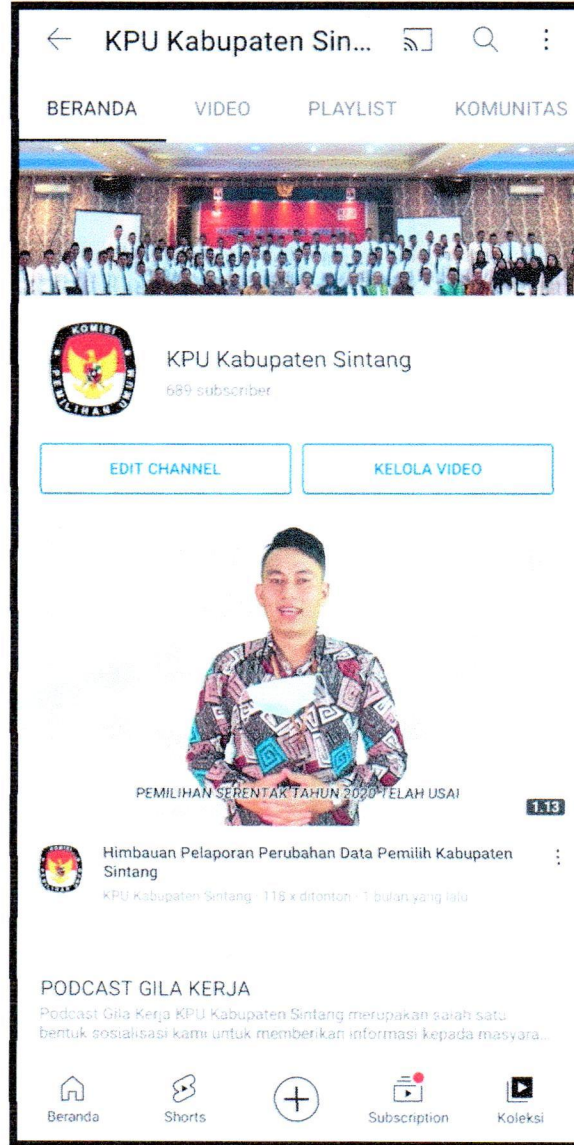 KPU Kabupaten Sin...
BERANDA VIDEO PLAYLIST KOMUNITAS
KOMISI PEMILIHAN UMUM
KPU Kabupaten Sintang
689 subscriber
EDIT CHANNEL KELOLA VIDEO
PEMILIHAN SERENTAK TAHUN 2020 TELAH USAI
1.13
Himbauan Pelaporan Perubahan Data Pemilih Kabupaten
Sintang
KPU Kabupaten Sintang · 118 x ditonton · 1 bulan yang lalu
PODCAST GILA KERJA
Podcast Gila Kerja KPU Kabupaten Sintang merupakan salah satu
bentuk sosialisasi kami untuk memberikan informasi kepada masyara...
Beranda Shorts Subscription Koleksi